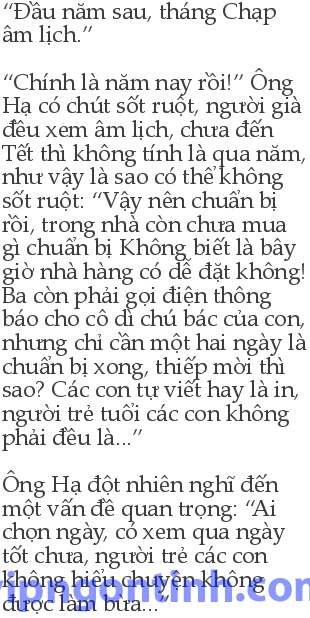 “Đầu năm sau, tháng Chạp
âm lịch.”
“Chính là năm nay rồi!” Ông
Hạ có chút sốt ruột, người già
đều xem âm lịch, chưa đến
Tết thì không tính là qua năm,
như vậy là sao có thể không
sốt ruột: “Vậy nên chuẩn bị
rồi, trong nhà còn chưa mua
gì chuẩn bị Không biết là bây
giờ nhà hàng có dễ đặt không!
Ba còn phải gọi điện thông
báo cho cô dì chú bác của con,
nhưng chỉ cần một hai ngày là
chuẩn bị xong, thiếp mời thì
sao? Các con tự viết hay là in,
người trẻ tuổi các con không
phải đều là...”
Ông Hạ đột nhiên nghĩ đến
một vấn đề quan trọng: “Ai
chọn ngày, có xem qua ngày
tốt chưa, người trẻ các con
không hiểu chuyện không
được làm bừa...”
vipngontinh.com